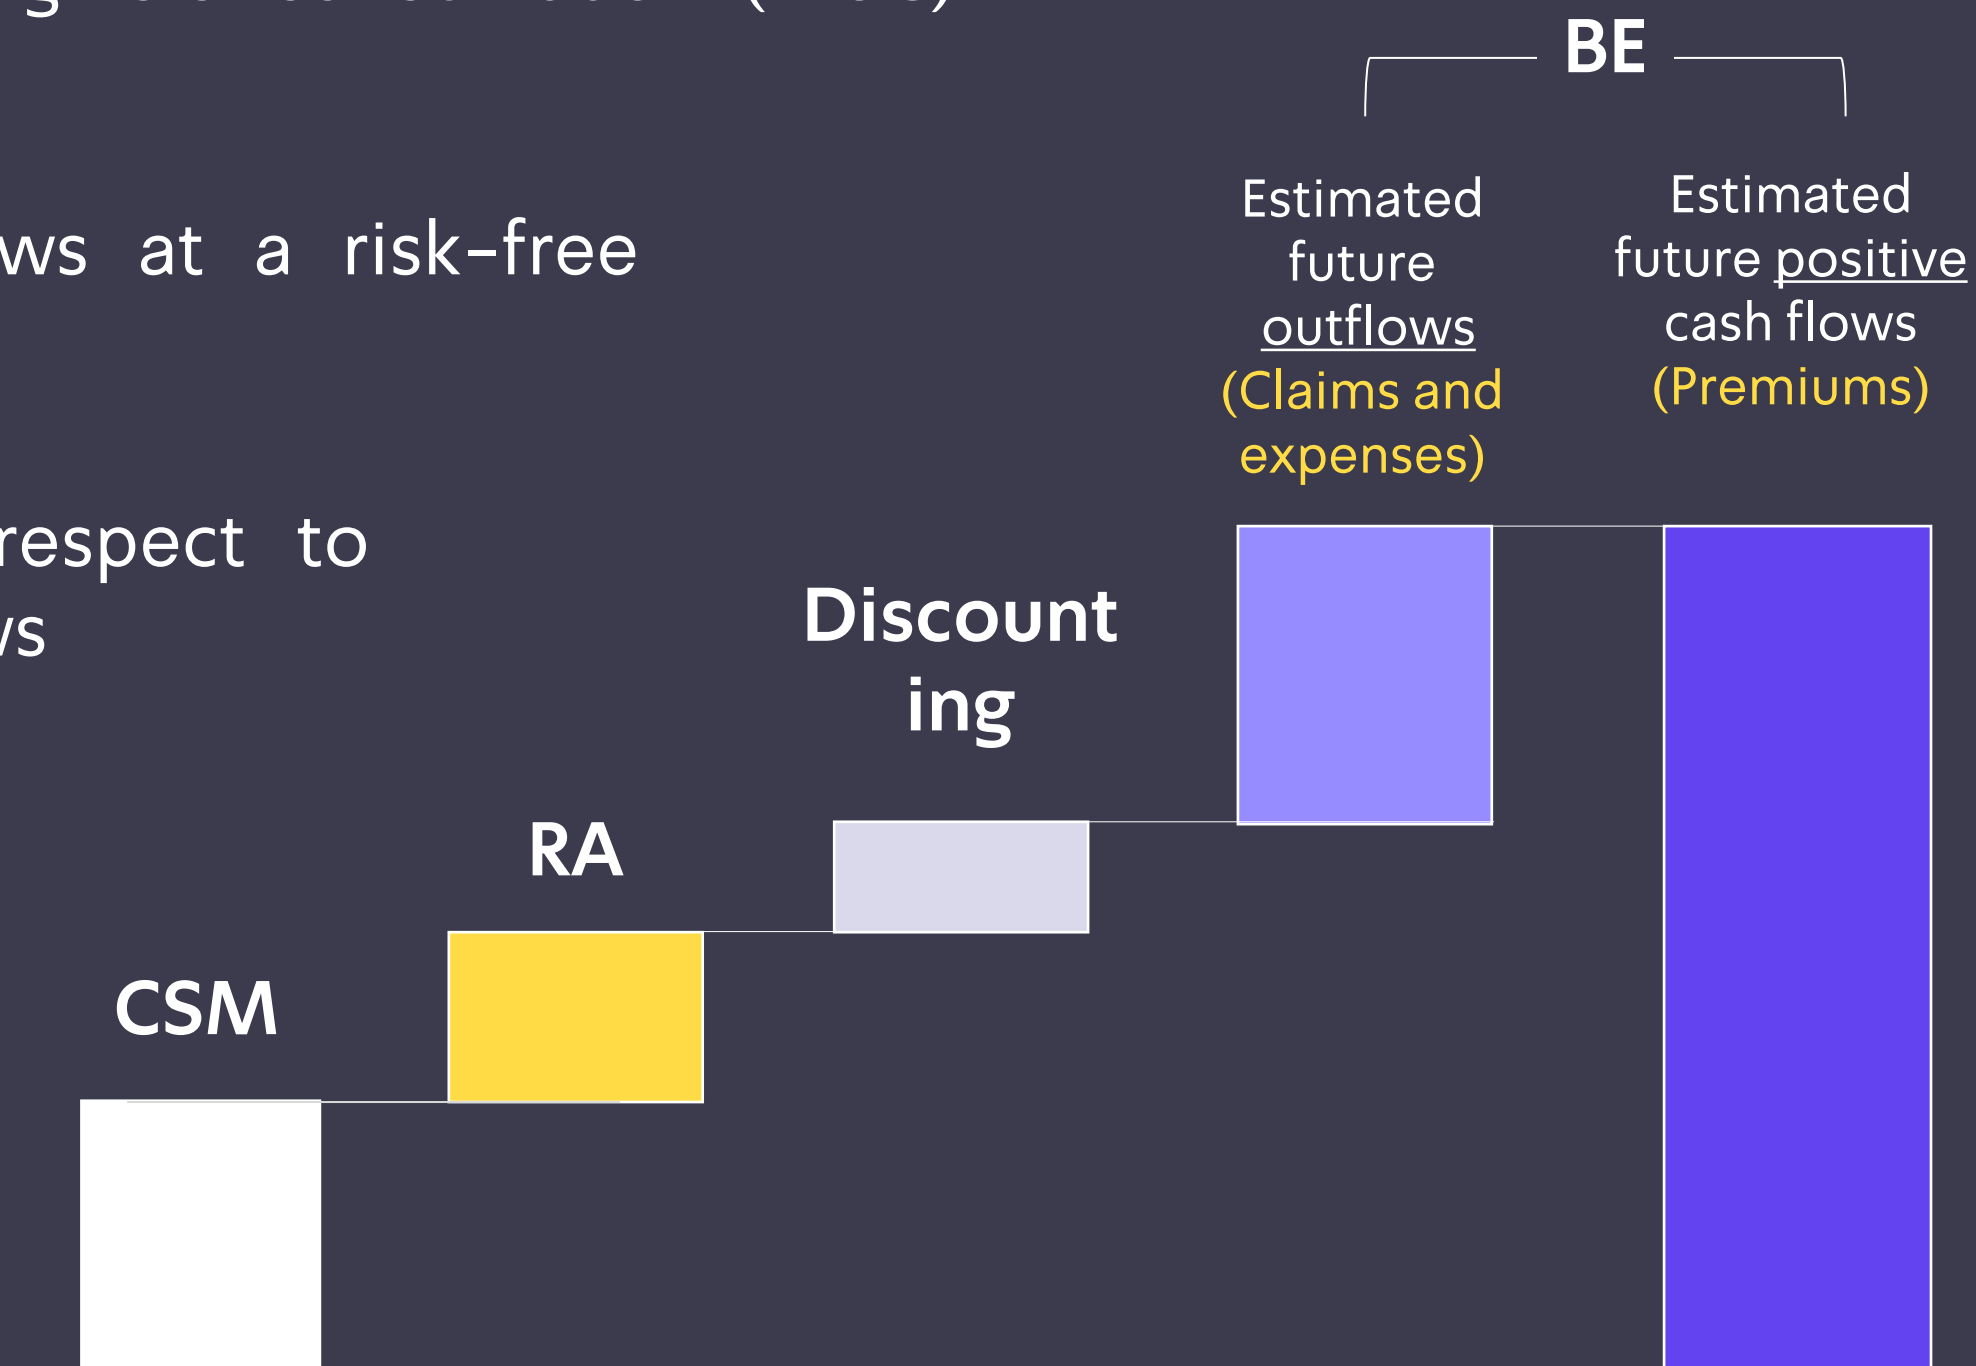 BE
ws at a risk-free
Estimated
future
outflows
(Claims and
expenses)
Estimated
future positive
cash flows
(Premiums)
respect to
Discount
ing
RA
CSM